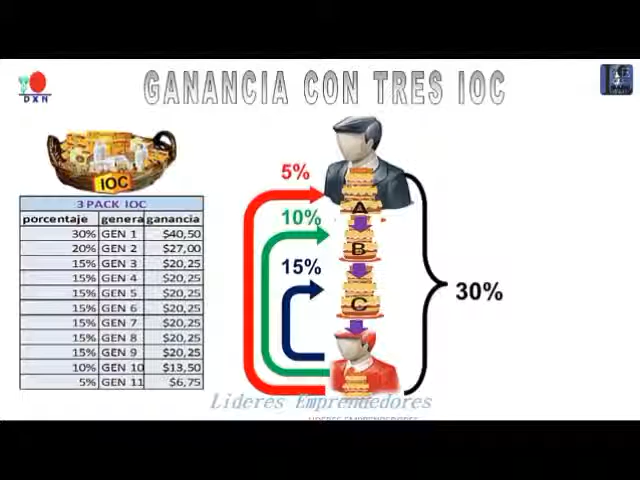 GANANCIA CON TRES IOC
DXN
IOC
3 PACK IOC
porcentaje genera ganancia
30% GEN 1 $40,50
20% GEN 2 $27,00
15% GEN 3 $20,25
15% GEN 4 $20,25
15% GEN 5 $20,25
15% GEN 6 $20,25
15% GEN 7 $20,25
15% GEN 8 $20,25
15% GEN 9 $20,25
10% GEN 10 $13,50
5% GEN 11 $6,75
5%
10%
15%
A
B
C
30%
Lideres Emprendedores
LIDERES EMPRENDEDORES